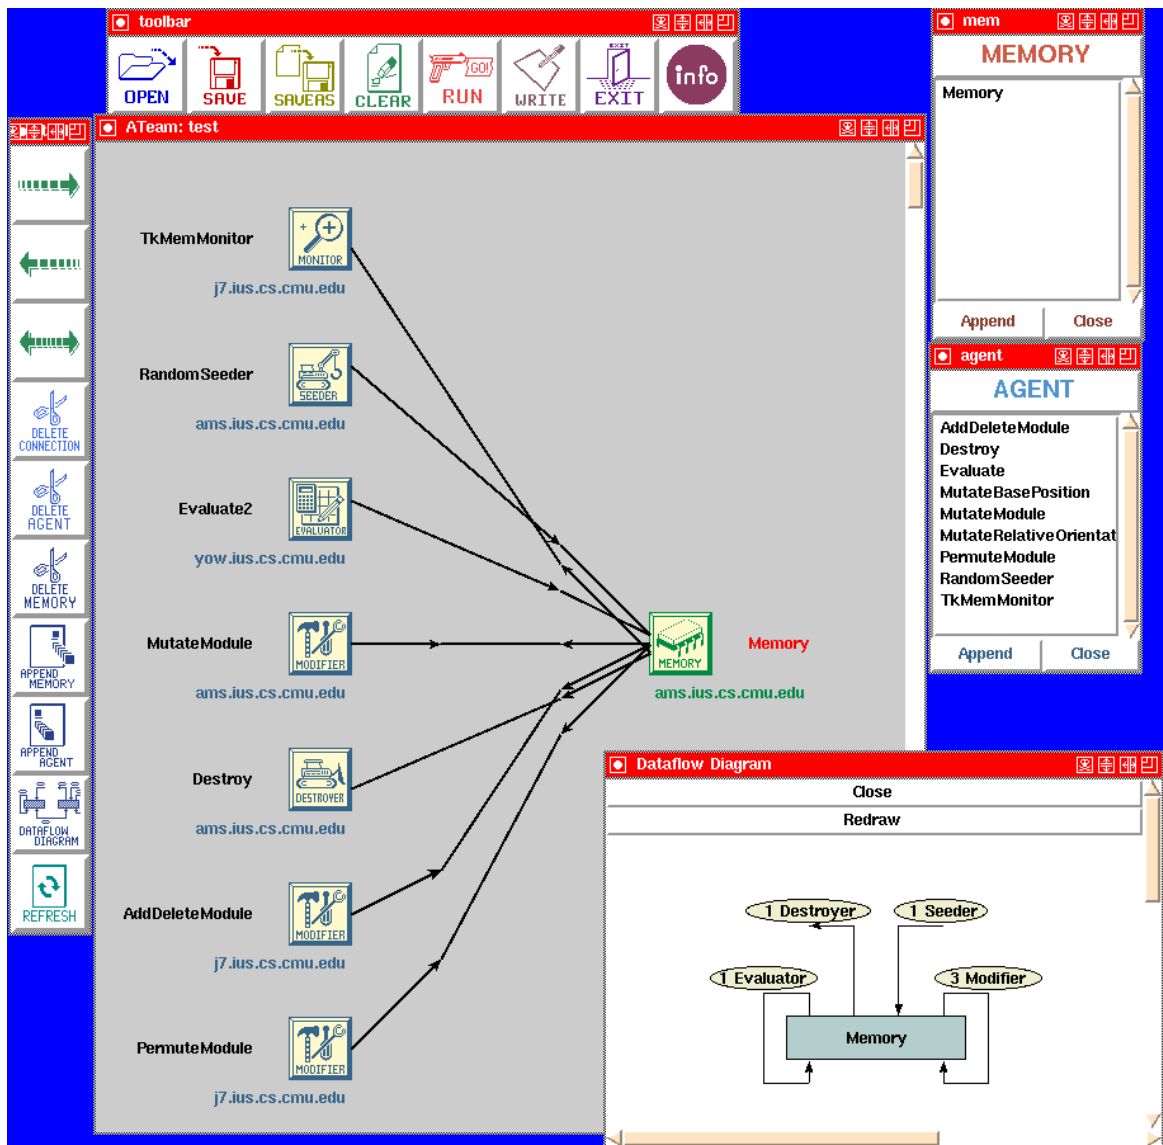 toolbar
OPEN
SAVE
SAVEAS
CLEAR
GO!
RUN
WRITE
EXIT
EXIT
info
mem
MEMORY
Memory
Append
Close
ATeam: test
DELETE
CONNECTION
DELETE
AGENT
DELETE
MEMORY
APPEND
MEMORY
APPEND
AGENT
DATAFLOW
DIAGRAM
REFRESH
TkMemMonitor
MONITOR
j7.ius.cs.cmu.edu
RandomSeeder
SEEDER
ams.ius.cs.cmu.edu
Evaluate2
EVALUATOR
yow.ius.cs.cmu.edu
MutateModule
MODIFIER
ams.ius.cs.cmu.edu
Destroy
DESTROYER
ams.ius.cs.cmu.edu
AddDeleteModule
MODIFIER
j7.ius.cs.cmu.edu
PermuteModule
MODIFIER
j7.ius.cs.cmu.edu
MEMORY
Memory
ams.ius.cs.cmu.edu
agent
AGENT
AddDeleteModule
Destroy
Evaluate
MutateBasePosition
MutateModule
MutateRelativeOrientat
PermuteModule
RandomSeeder
TkMemMonitor
Append
Close
Dataflow Diagram
Close
Redraw
1 Destroyer
1 Seeder
1 Evaluator
3 Modifier
Memory